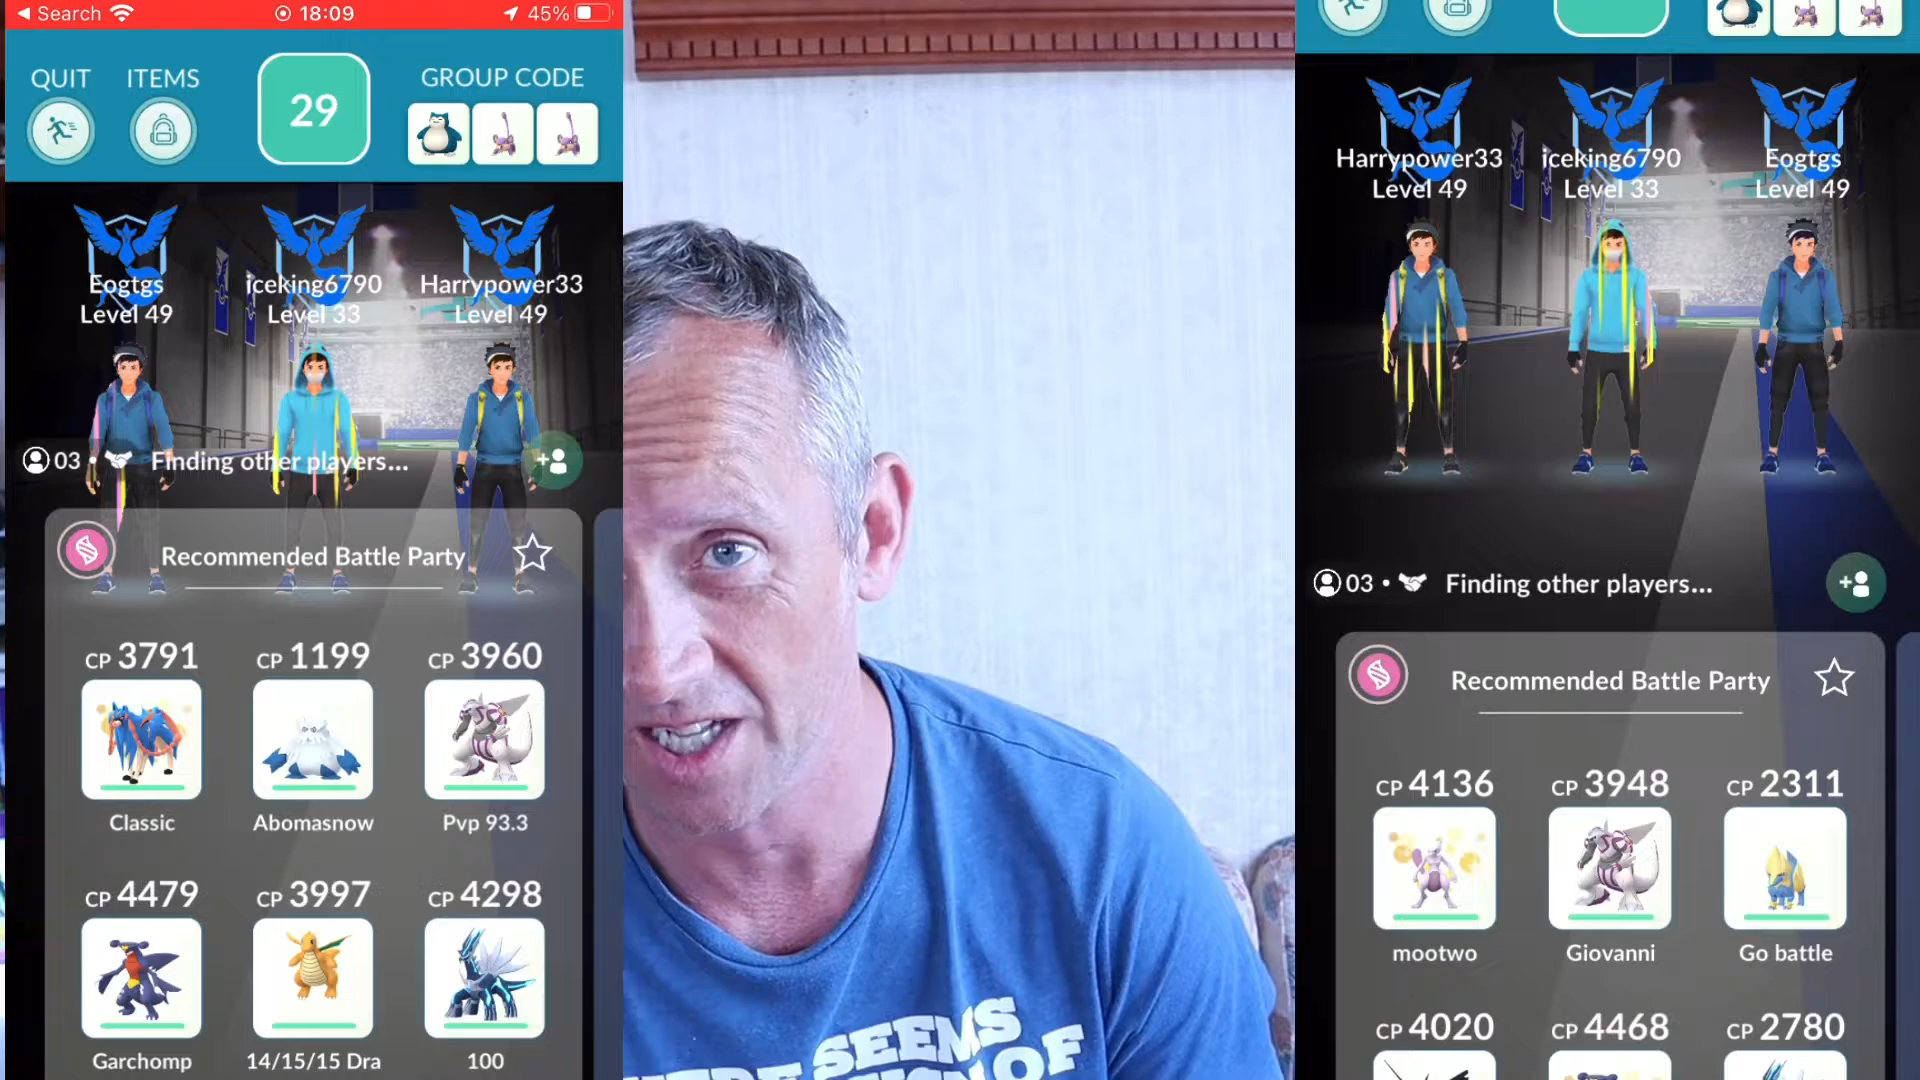 Search
18:09
45%
QUIT
ITEMS
29
GROUP CODE
Eogtgs
Level 49
iceking6790
Level 33
Harrypower33
Level 49
03 • Finding other players...
Recommended Battle Party
CP 3791
CP 1199
CP 3960
Classic
Abomasnow
Pvp 93.3
CP 4479
CP 3997
CP 4298
Garchomp
14/15/15 Dra
100
SEEMS
OF
Harrypower33
Level 49
iceking6790
Level 33
Eogtgs
Level 49
03 • Finding other players...
Recommended Battle Party
CP 4136
CP 3948
CP 2311
mootwo
Giovanni
Go battle
CP 4020
CP 4468
CP 2780